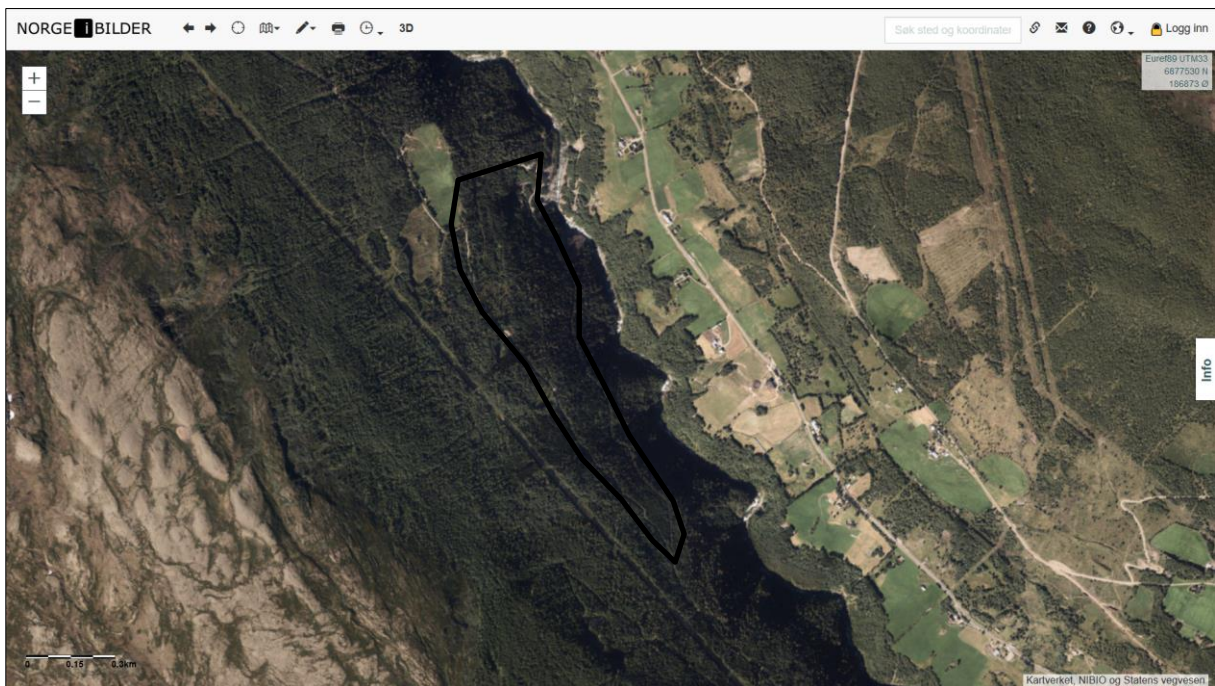 NORGE i BILDER
3D
Søk sted og koordinater
Logg inn
+
−
Euref89 UTM33
6877530 N
186873 Ø
Info
0 0.15 0.3km
Kartverket, NIBIO og Statens vegvesen